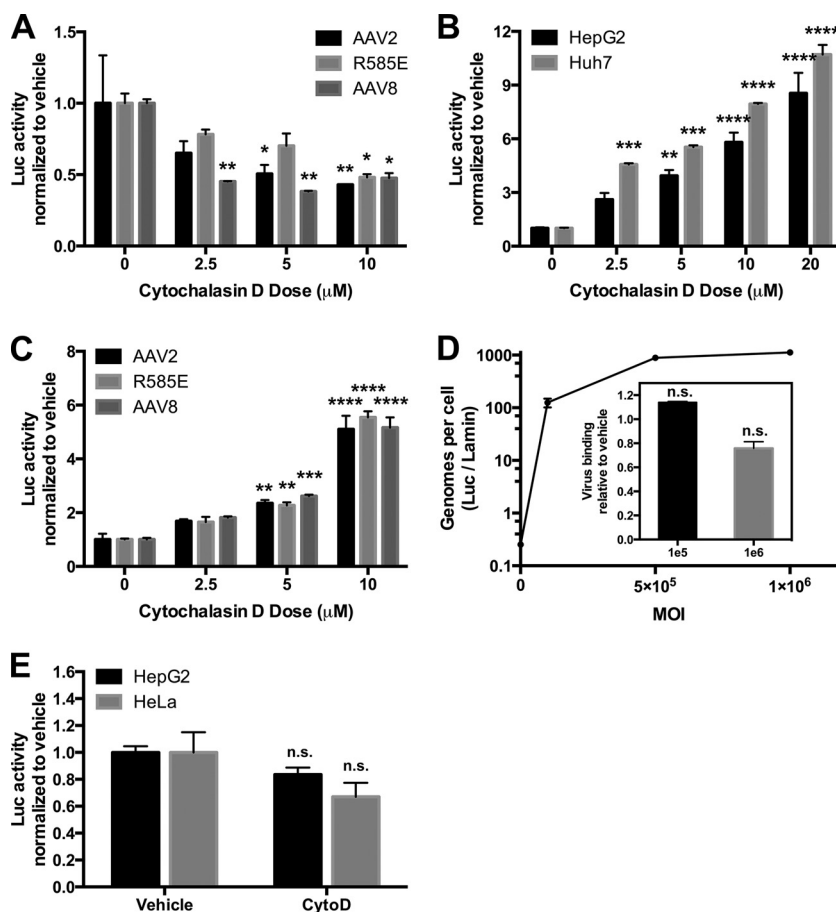 A
Luc activity
normalized to vehicle
1.5
1.0
0.5
0.0
AAV2
R585E
AAV8
**
*
**
**
*
*
0
2.5
5
10
Cytochalasin D Dose (μM)
B
Luc activity
normalized to vehicle
12
9
6
3
0
HepG2
Huh7
***
**
***
****
****
****
****
0
2.5
5
10
20
Cytochalasin D Dose (μM)
C
Luc activity
normalized to vehicle
8
6
4
2
0
AAV2
R585E
AAV8
**
**
***
****
****
****
0
2.5
5
10
Cytochalasin D Dose (μM)
D
Genomes per cell
(Luc / Lamin)
1000
100
10
1
0.1
Virus binding
relative to vehicle
1.2
1.0
0.8
0.6
0.4
0.2
0.0
n.s.
n.s.
1e5
1e6
0
5×10⁵
1×10⁶
MOI
E
Luc activity
normalized to vehicle
1.6
1.4
1.2
1.0
0.8
0.6
0.4
0.2
0.0
HepG2
HeLa
n.s.
n.s.
Vehicle
CytoD